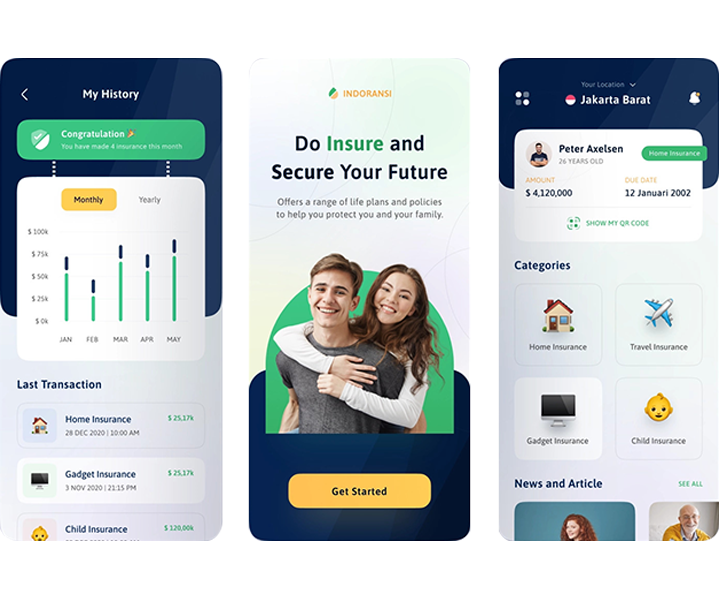 My History
Congratulation
You have made 4 insurance this month
Monthly
Yearly
$ 100k
$ 75k
$ 50k
$ 25k
$ 0k
JAN
FEB
MAR
APR
MAY
Last Transaction
Home Insurance
$ 25,17k
28 DEC 2020 | 10:00 AM
Gadget Insurance
$ 25,17k
3 NOV 2020 | 21:15 PM
Child Insurance
$ 120,00k
INDORANSI
Do Insure and
Secure Your Future
Offers a range of life plans and policies
to help you protect you and your family.
Get Started
Your Location
Jakarta Barat
Peter Axelsen
26 YEARS OLD
Home Insurance
AMOUNT
DUE DATE
$ 4,120,000
12 Januari 2002
SHOW MY QR CODE
Categories
Home Insurance
Travel Insurance
Gadget Insurance
Child Insurance
News and Article
SEE ALL